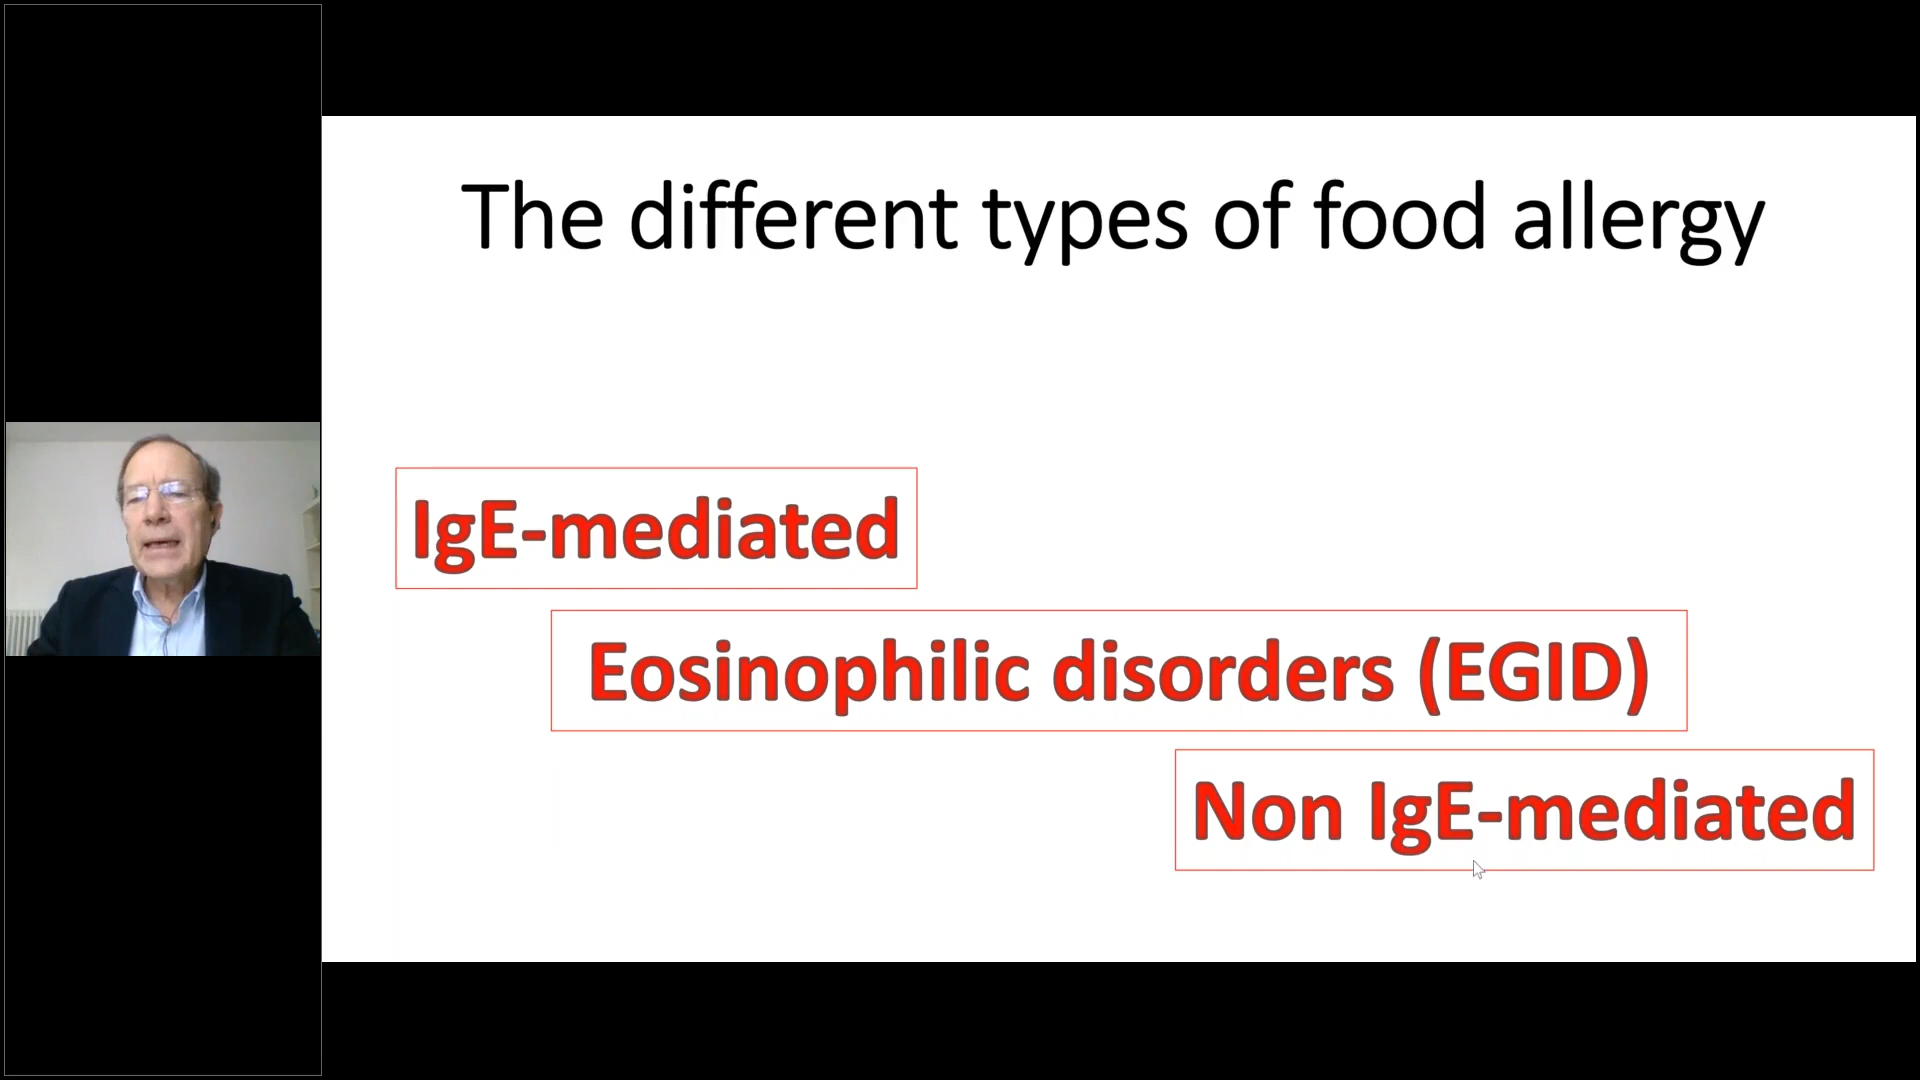 The different types of food allergy
IgE-mediated
Eosinophilic disorders (EGID)
Non IgE-mediated